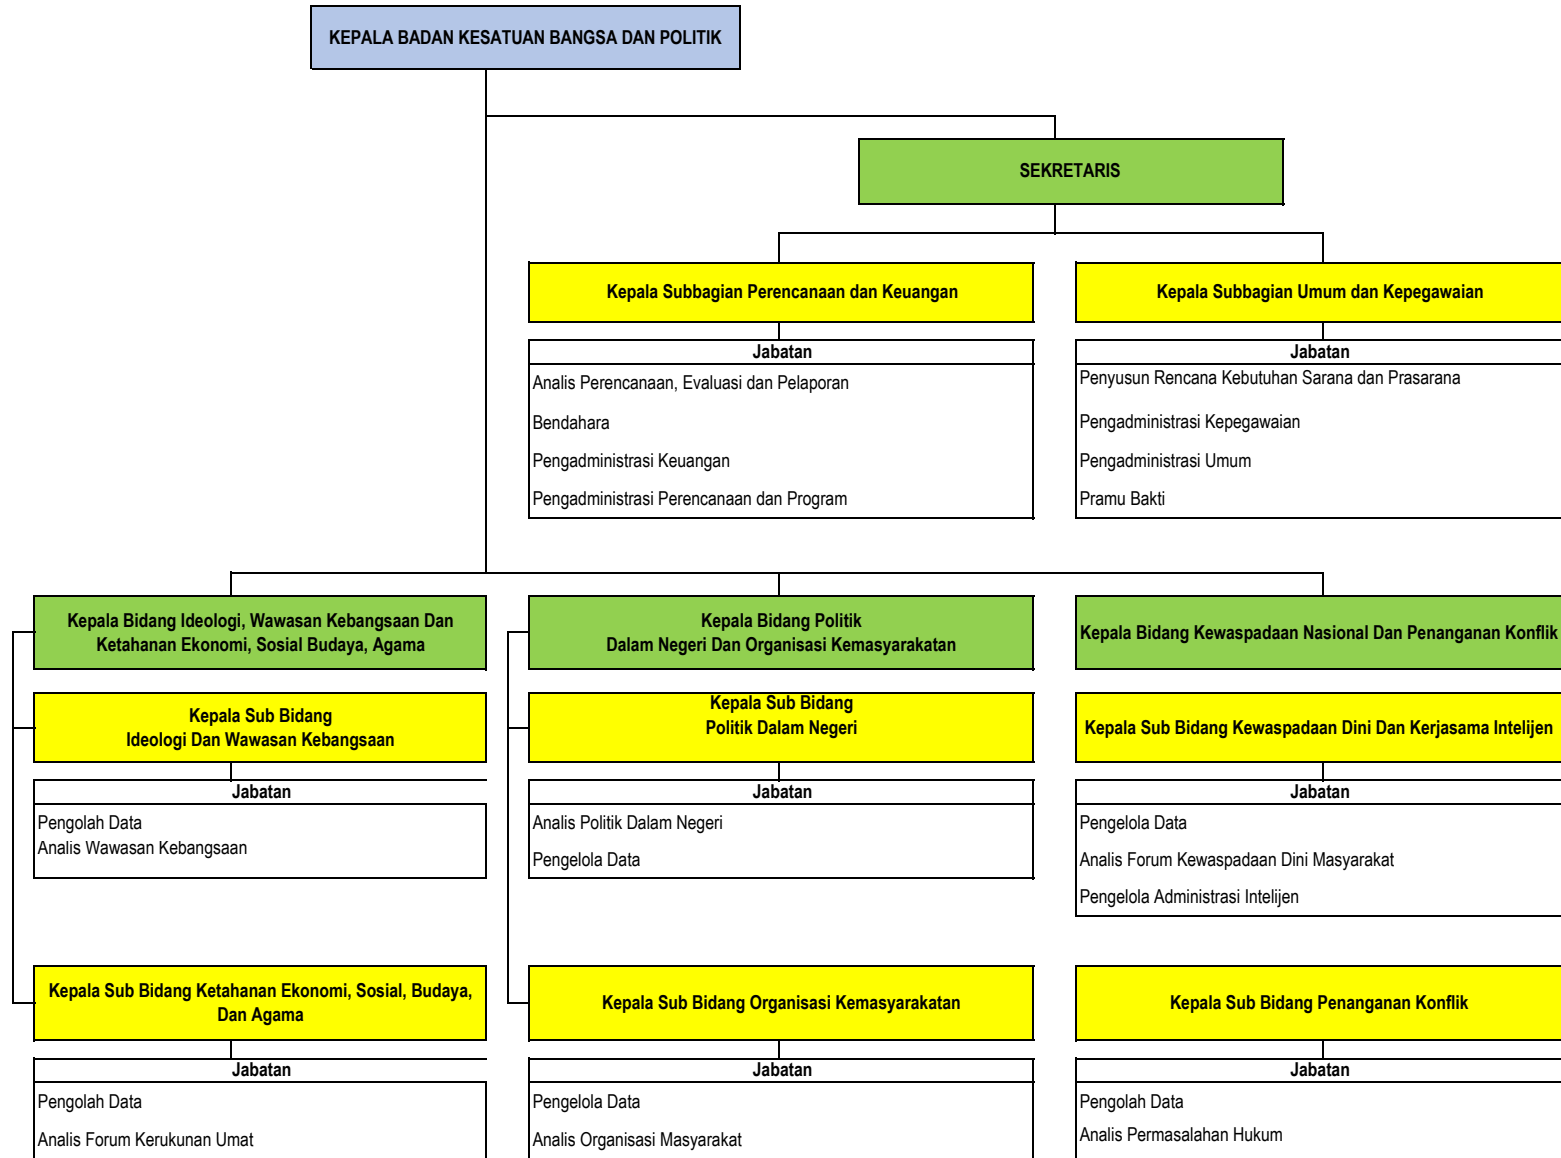 KEPALA BADAN KESATUAN BANGSA DAN POLITIK
SEKRETARIS
Kepala Subbagian Perencanaan dan Keuangan
Jabatan
Analis Perencanaan, Evaluasi dan Pelaporan
Bendahara
Pengadministrasi Keuangan
Pengadministrasi Perencanaan dan Program
Kepala Subbagian Umum dan Kepegawaian
Jabatan
Penyusun Rencana Kebutuhan Sarana dan Prasarana
Pengadministrasi Kepegawaian
Pengadministrasi Umum
Pramu Bakti
Kepala Bidang Ideologi, Wawasan Kebangsaan Dan
Ketahanan Ekonomi, Sosial Budaya, Agama
Kepala Sub Bidang
Ideologi Dan Wawasan Kebangsaan
Jabatan
Pengolah Data
Analis Wawasan Kebangsaan
Kepala Sub Bidang Ketahanan Ekonomi, Sosial, Budaya,
Dan Agama
Jabatan
Pengolah Data
Analis Forum Kerukunan Umat
Kepala Bidang Politik
Dalam Negeri Dan Organisasi Kemasyarakatan
Kepala Sub Bidang
Politik Dalam Negeri
Jabatan
Analis Politik Dalam Negeri
Pengelola Data
Kepala Sub Bidang Organisasi Kemasyarakatan
Jabatan
Pengelola Data
Analis Organisasi Masyarakat
Kepala Bidang Kewaspadaan Nasional Dan Penanganan Konflik
Kepala Sub Bidang Kewaspadaan Dini Dan Kerjasama Intelijen
Jabatan
Pengelola Data
Analis Forum Kewaspadaan Dini Masyarakat
Pengelola Administrasi Intelijen
Kepala Sub Bidang Penanganan Konflik
Jabatan
Pengolah Data
Analis Permasalahan Hukum